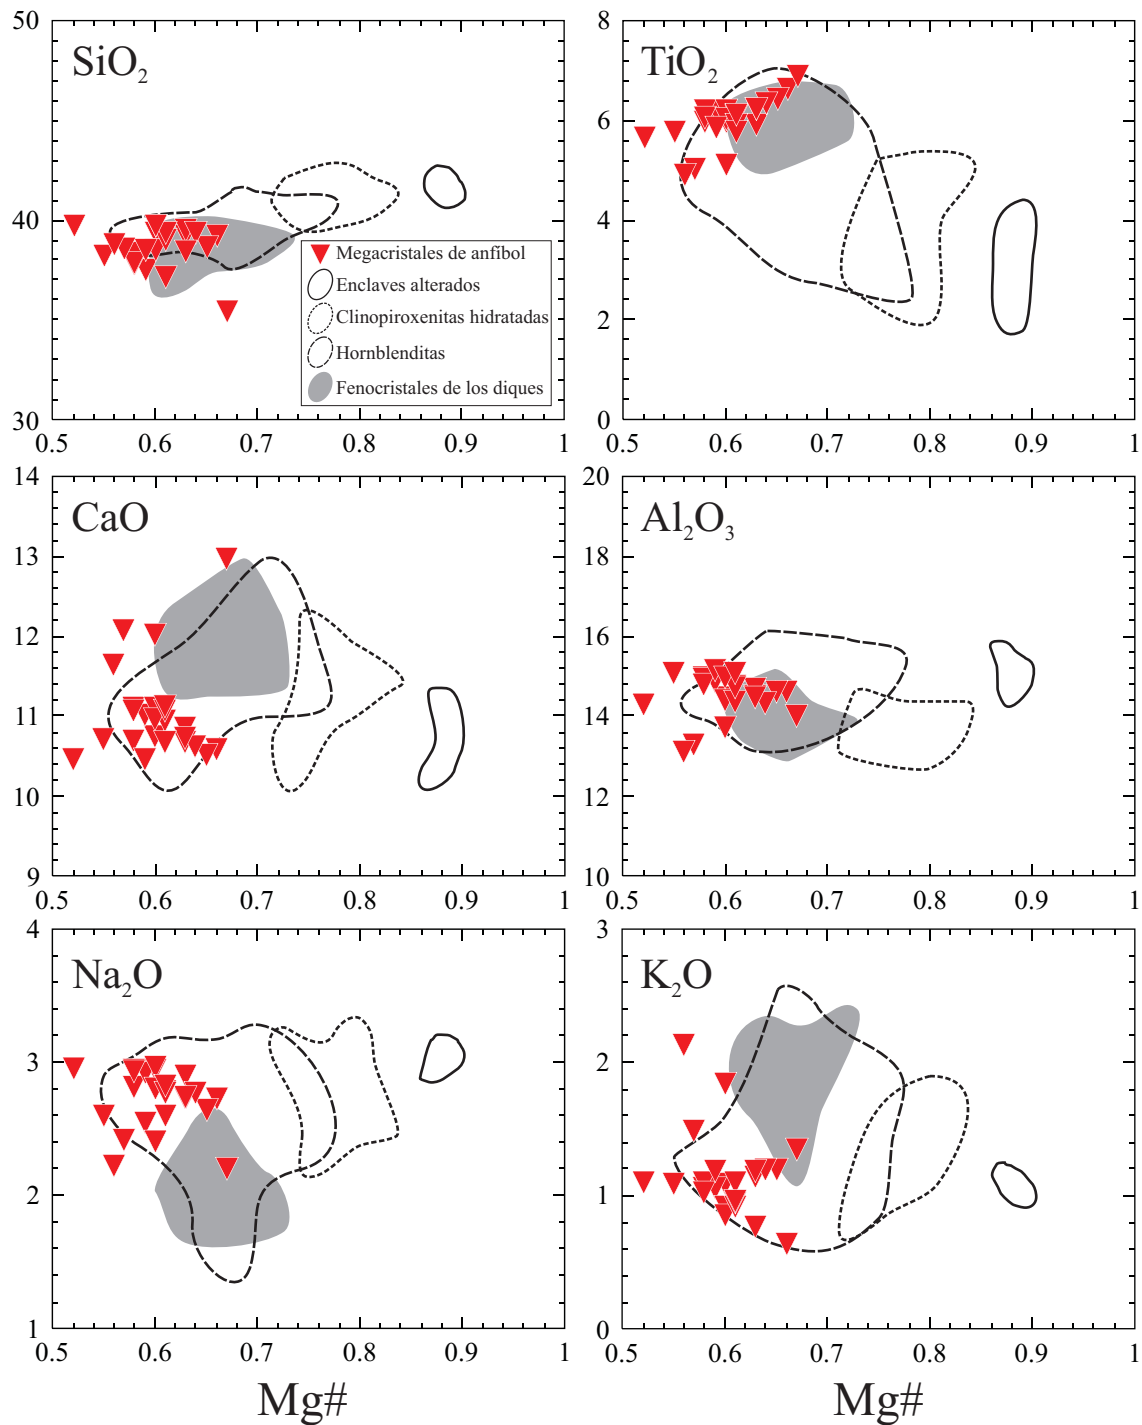 SiO₂
50
40
30
0.5 0.6 0.7 0.8 0.9 1
Megacristales de anfíbol
Enclaves alterados
Clinopiroxenitas hidratadas
Hornblenditas
Fenocristales de los diques
TiO₂
8
6
4
2
0
0.5 0.6 0.7 0.8 0.9 1
CaO
14
13
12
11
10
9
0.5 0.6 0.7 0.8 0.9 1
Al₂O₃
20
18
16
14
12
10
0.5 0.6 0.7 0.8 0.9 1
Na₂O
4
3
2
1
0.5 0.6 0.7 0.8 0.9 1
Mg#
K₂O
3
2
1
0
0.5 0.6 0.7 0.8 0.9 1
Mg#